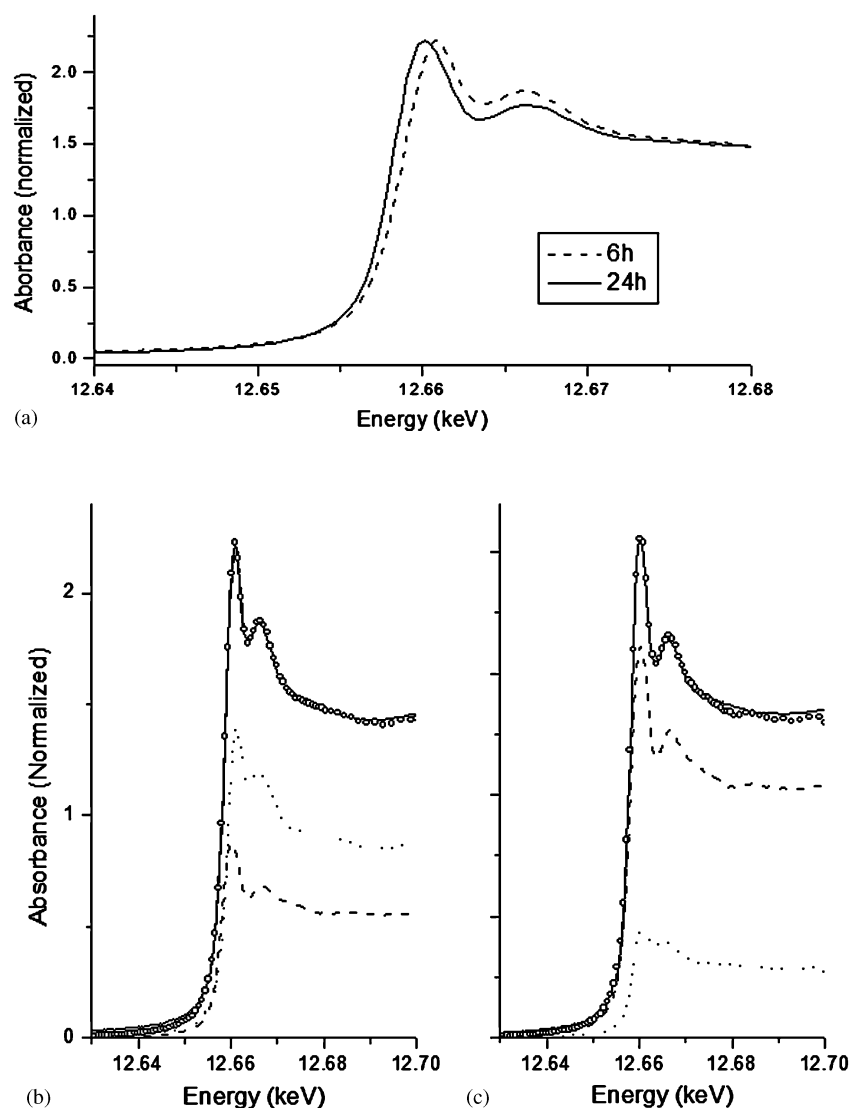 2.0
1.5
1.0
0.5
0.0
Aborbance (normalized)
6h
24h
12.64 12.65 12.66 12.67 12.68
Energy (keV)
(a)
2
1
0
Absorbance (Normalized)
12.64 12.66 12.68 12.70
Energy (keV)
(b)
12.64 12.66 12.68 12.70
Energy (keV)
(c)